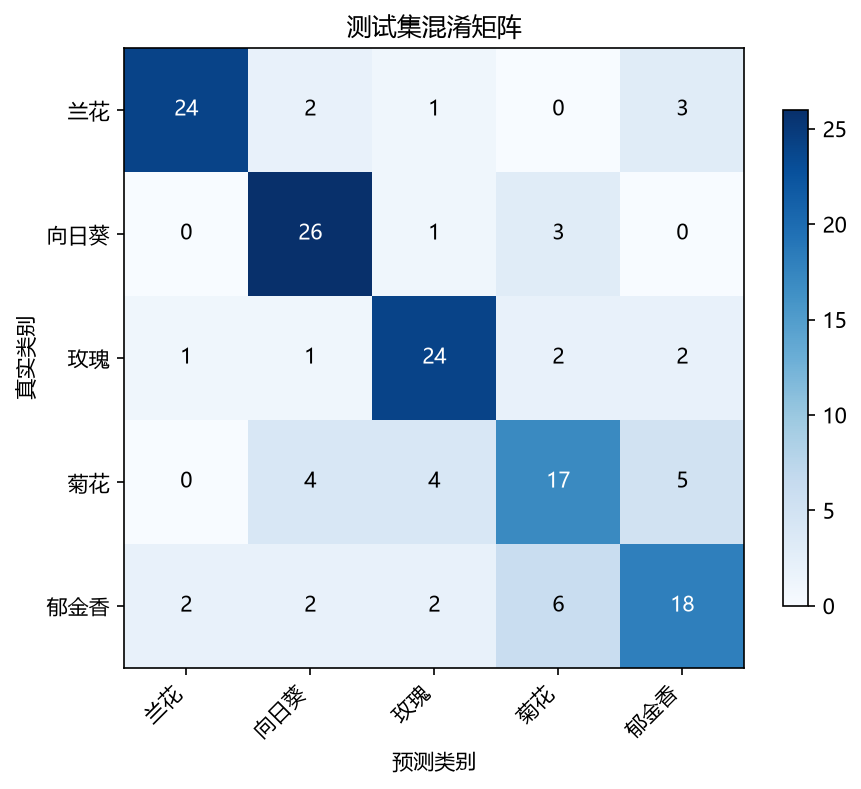 测试集混淆矩阵
真实类别
兰花 24 2 1 0 3
向日葵 0 26 1 3 0
玫瑰 1 1 24 2 2
菊花 0 4 4 17 5
郁金香 2 2 2 6 18
兰花 向日葵 玫瑰 菊花 郁金香
预测类别
25
20
15
10
5
0